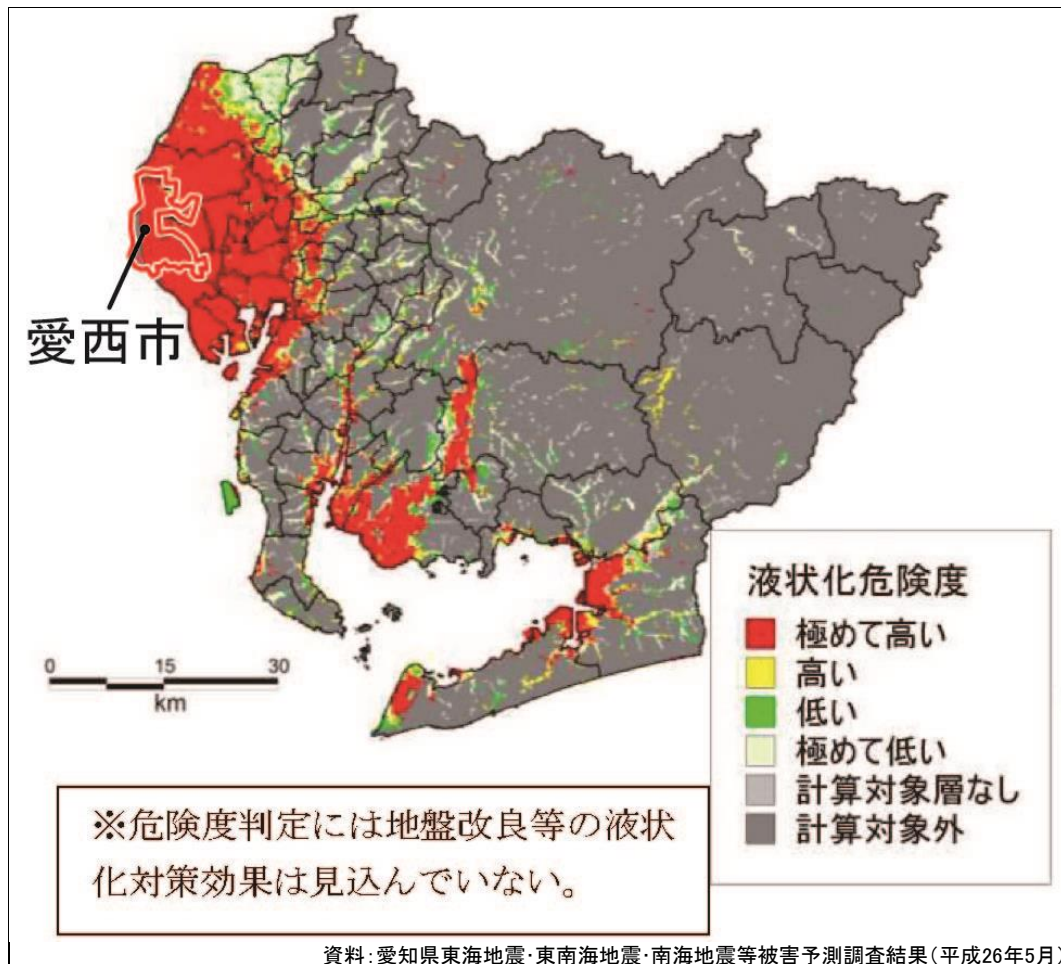 愛西市
0 15 30
km
液状化危険度
極めて高い
高い
低い
極めて低い
計算対象層なし
計算対象外
※危険度判定には地盤改良等の液状
化対策効果は見込んでいない。
資料：愛知県東海地震・東南海地震・南海地震等被害予測調査結果（平成26年5月）